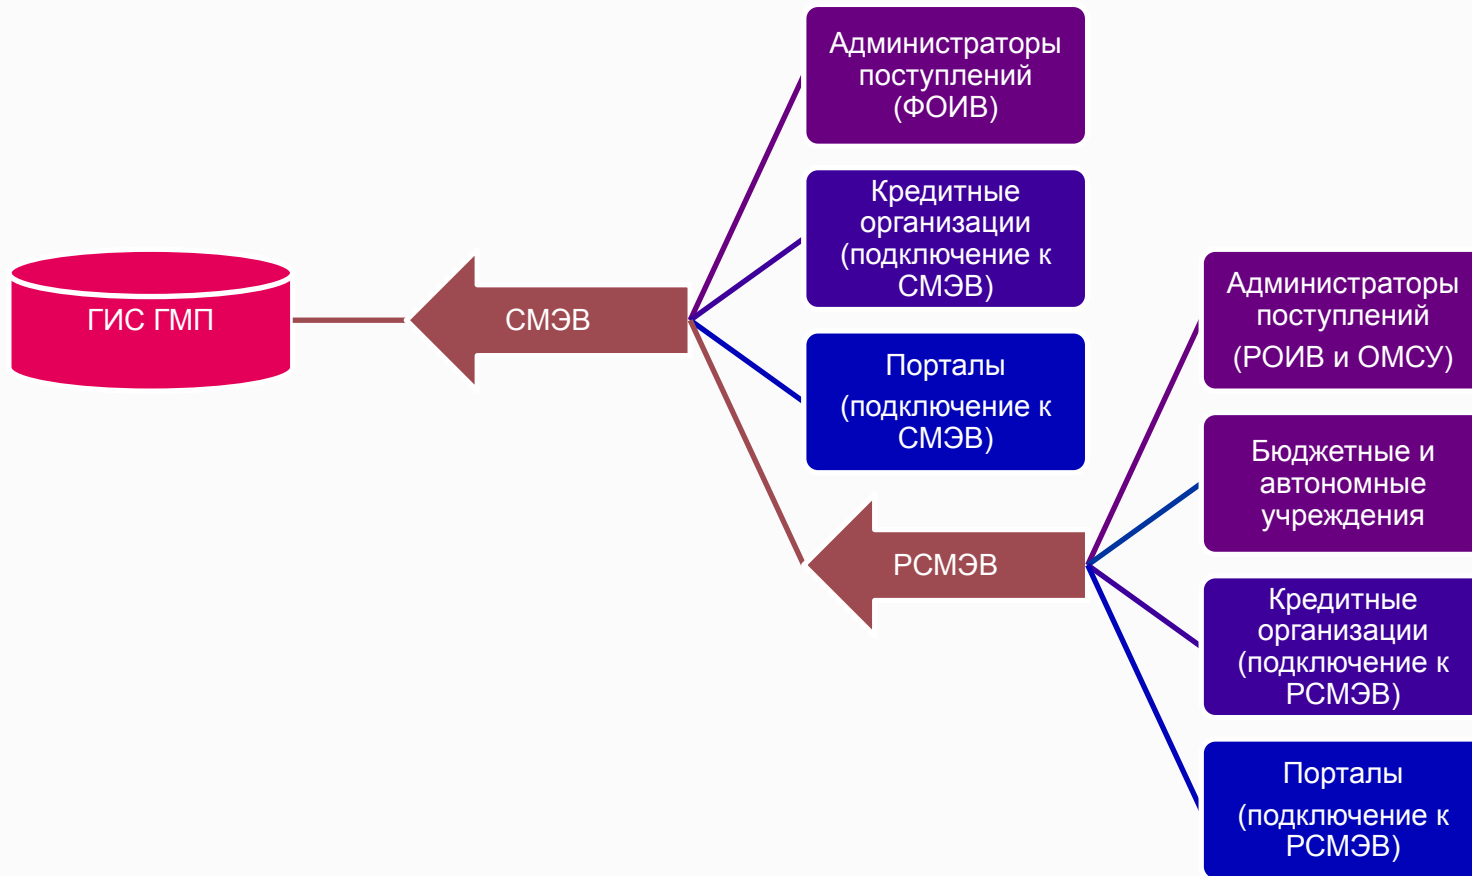 ГИС ГМП
СМЭВ
Администраторы
поступлений
(ФОИВ)
Кредитные
организации
(подключение к
СМЭВ)
Порталы
(подключение к
СМЭВ)
РСМЭВ
Администраторы
поступлений
(РОИВ и ОМСУ)
Бюджетные и
автономные
учреждения
Кредитные
организации
(подключение к
РСМЭВ)
Порталы
(подключение к
РСМЭВ)